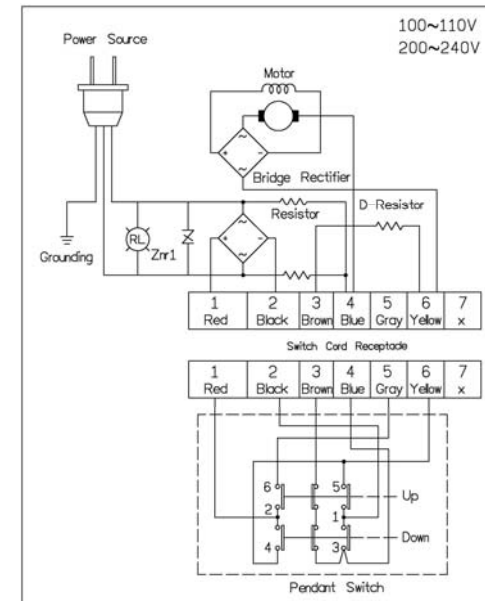 100~110V
200~240V
Power Source
Motor
+ ~ - ~
Bridge Rectifier
Resistor
D-Resistor
RL
Znr1
Grounding
+ ~ - ~
1 2 3 4 5 6 7
Red Black Brown Blue Gray Yellow x
Switch Cord Receptade
1 2 3 4 5 6 7
Red Black Brown Blue Gray Yellow x
6 5
Up
2 1
4 3
Down
Pendant Switch